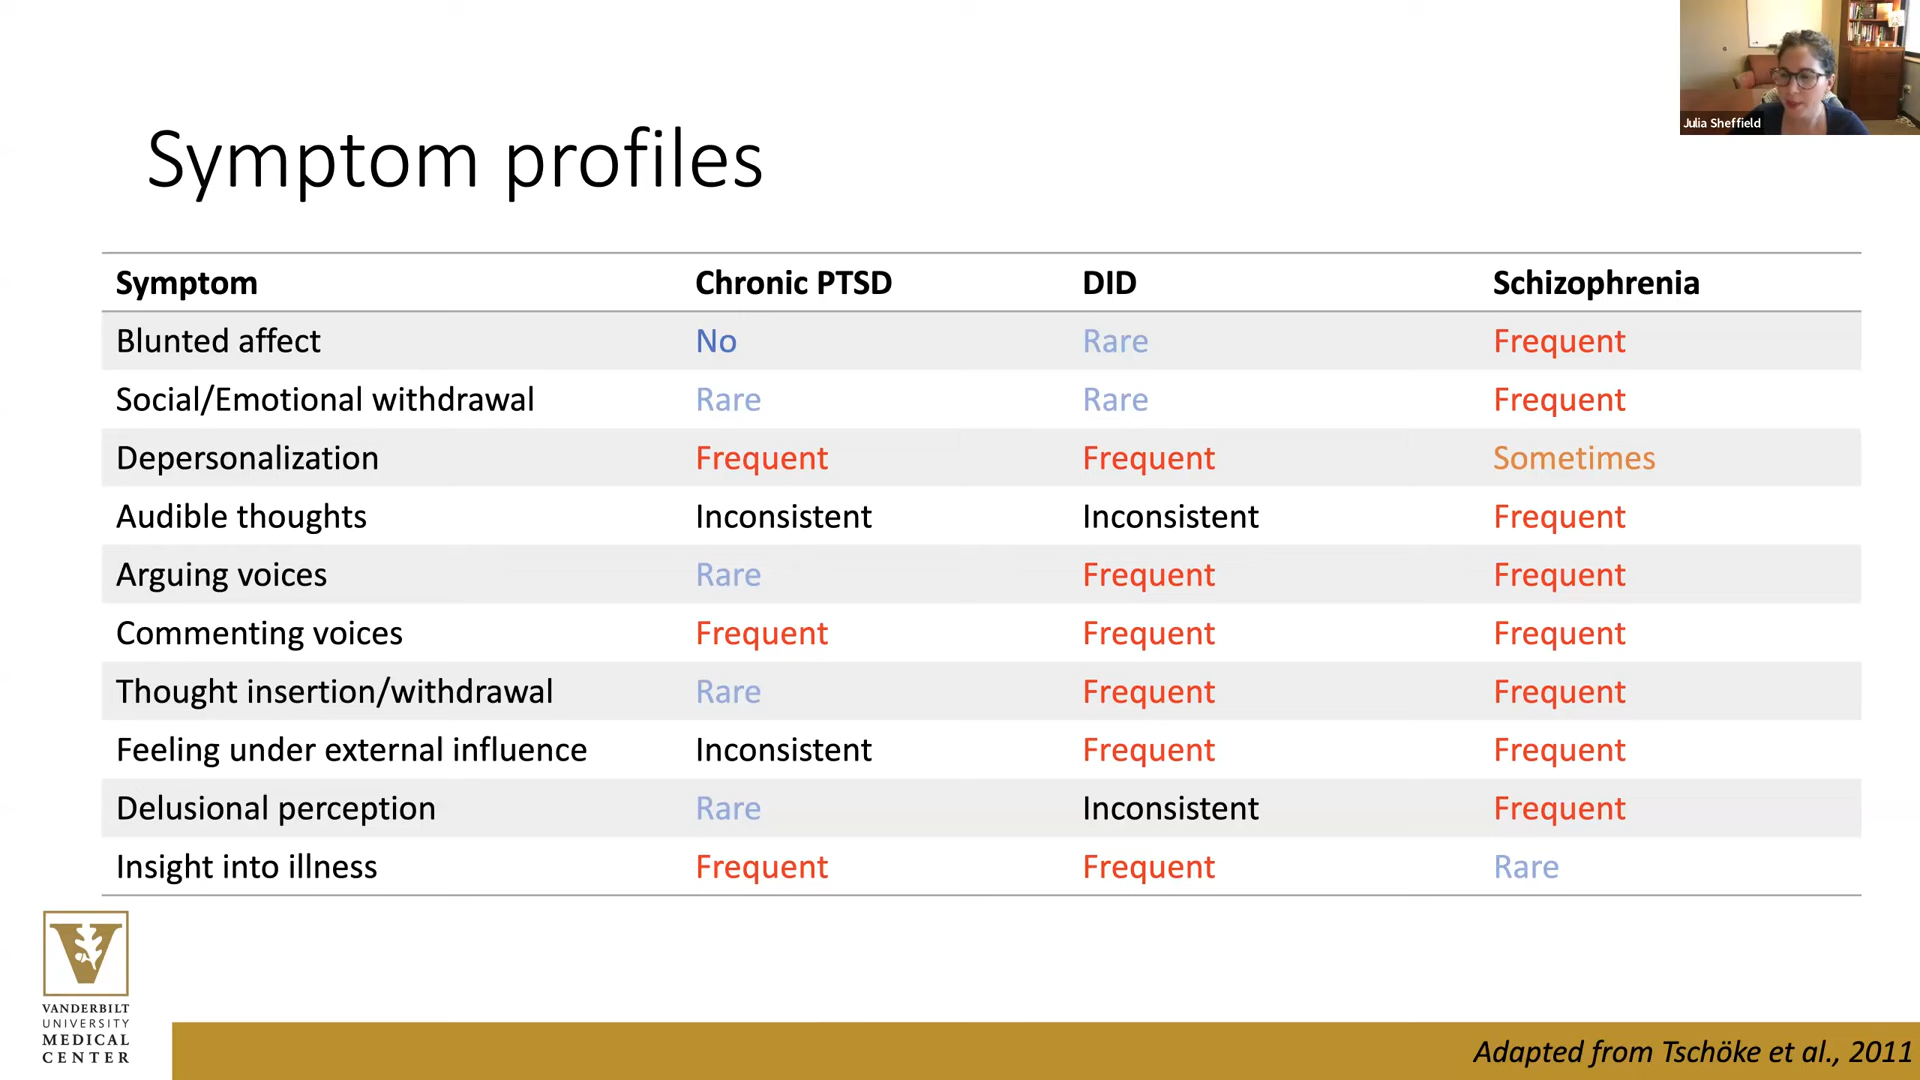 Julia Sheffield
Symptom profiles
Symptom Chronic PTSD DID Schizophrenia
Blunted affect No Rare Frequent
Social/Emotional withdrawal Rare Rare Frequent
Depersonalization Frequent Frequent Sometimes
Audible thoughts Inconsistent Inconsistent Frequent
Arguing voices Rare Frequent Frequent
Commenting voices Frequent Frequent Frequent
Thought insertion/withdrawal Rare Frequent Frequent
Feeling under external influence Inconsistent Frequent Frequent
Delusional perception Rare Inconsistent Frequent
Insight into illness Frequent Frequent Rare
V
VANDERBILT
UNIVERSITY
MEDICAL
CENTER
Adapted from Tschöke et al., 2011